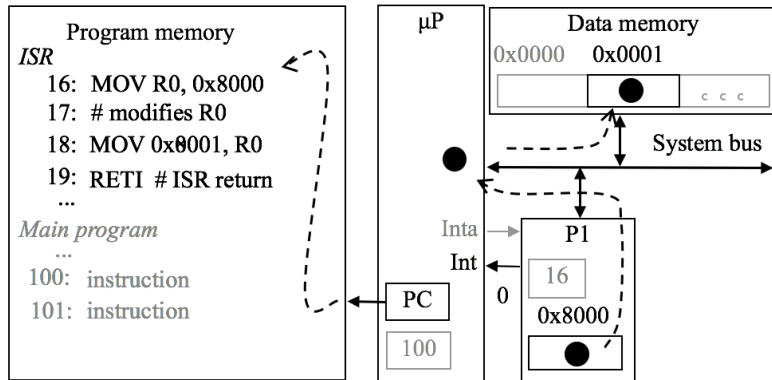 Program memory
ISR
16: MOV R0, 0x8000
17: # modifies R0
18: MOV 0x0001, R0
19: RETI # ISR return
...
Main program
...
100: instruction
101: instruction
μP
Inta
Int
PC
100
Data memory
0x0000 0x0001
c c c
System bus
P1
16
0
0x8000